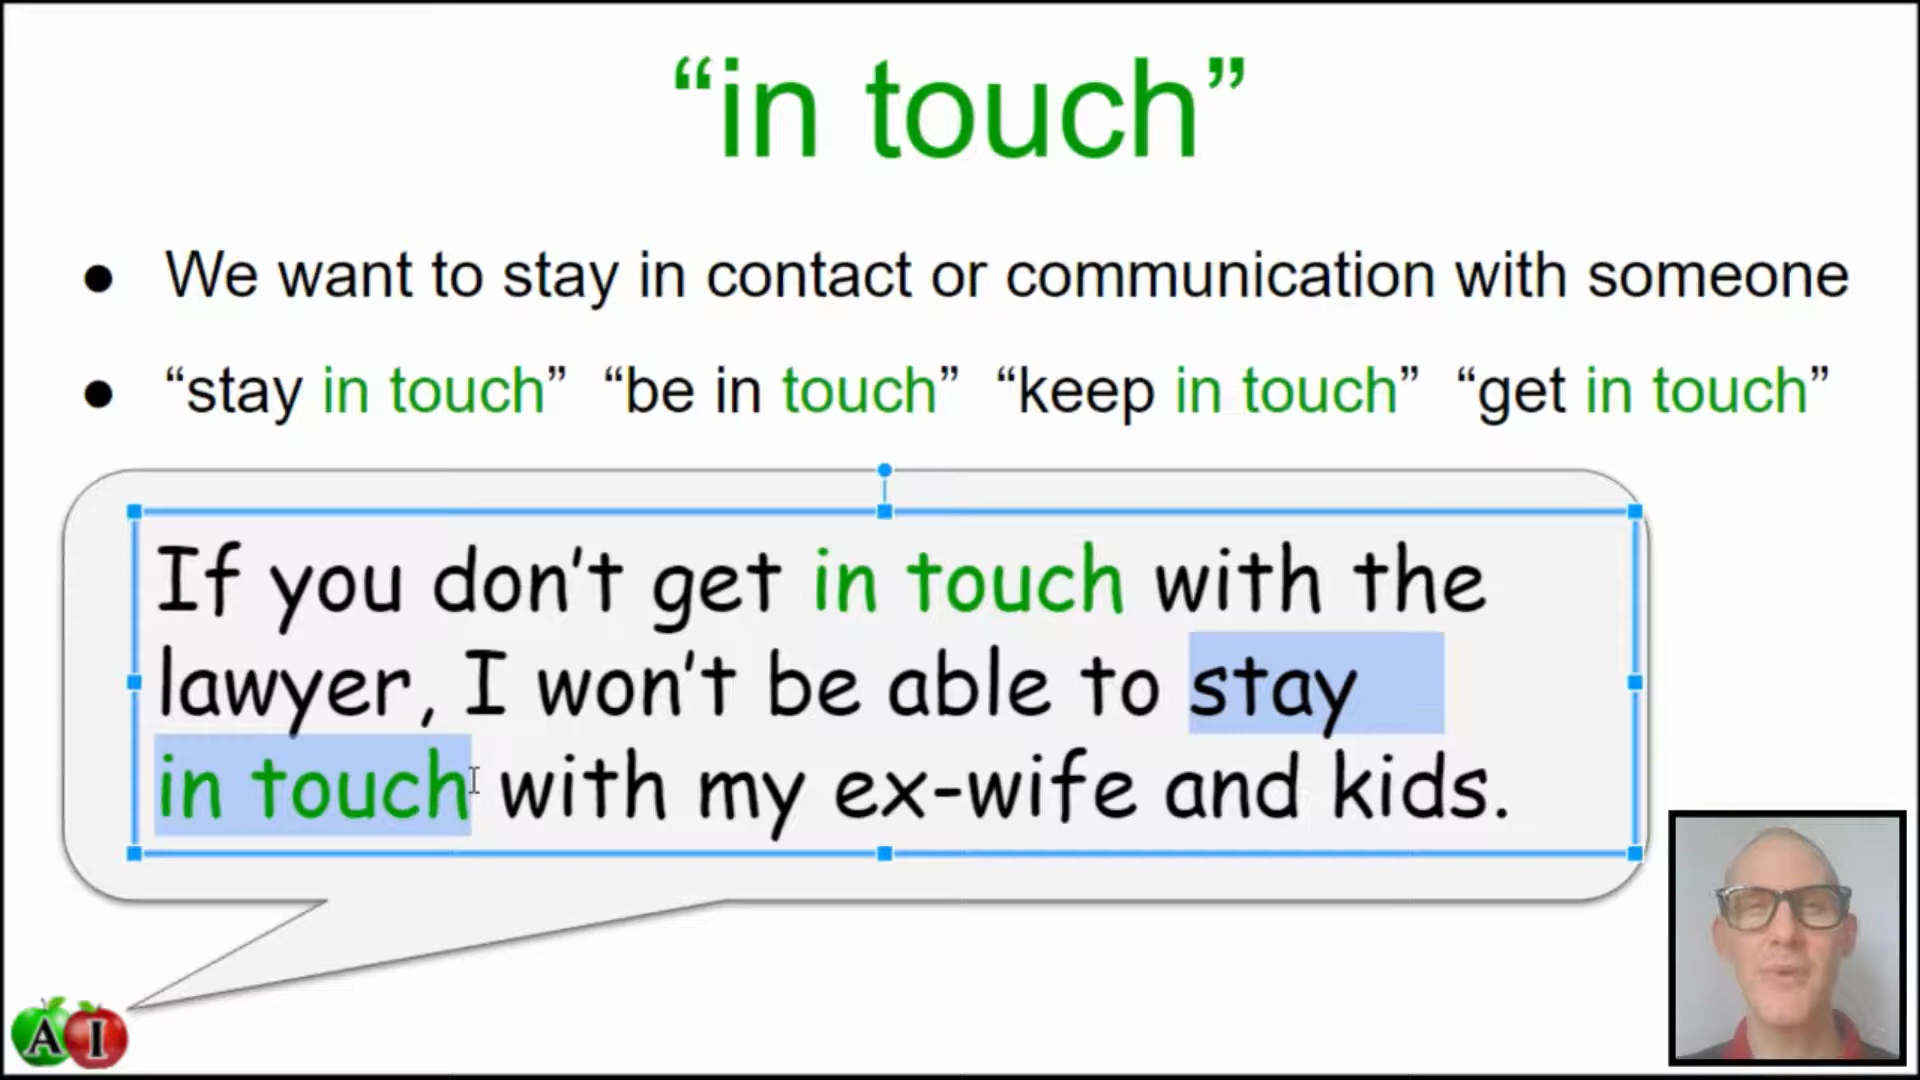 “in touch”
● We want to stay in contact or communication with someone
● “stay in touch” “be in touch” “keep in touch” “get in touch”
If you don’t get in touch with the
lawyer, I won’t be able to stay
in touch with my ex-wife and kids.
A I